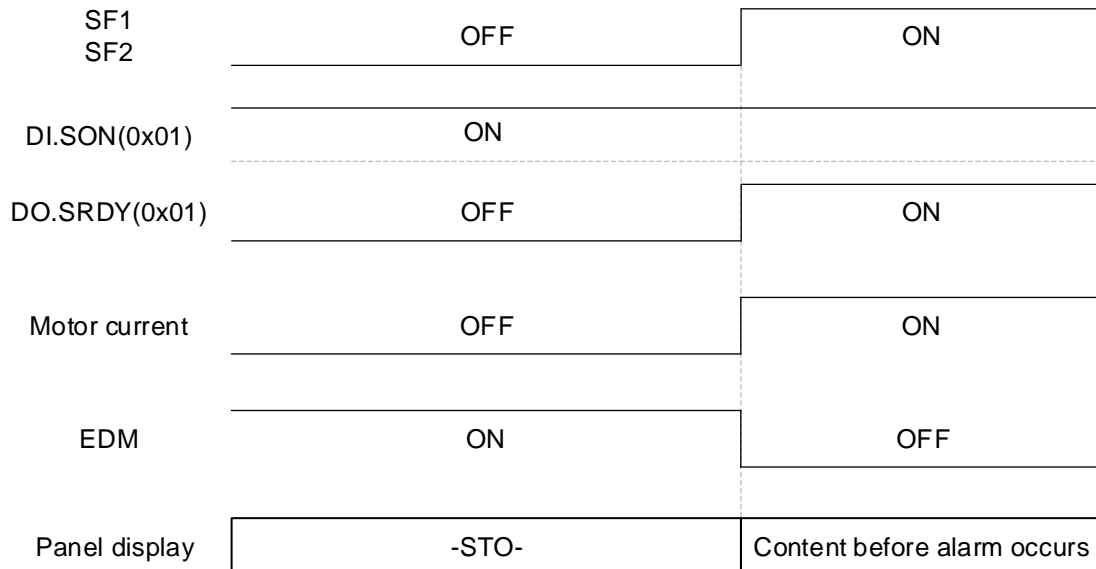 SF1
SF2
OFF
ON
DI.SON(0x01)
ON
DO.SRDY(0x01)
OFF
ON
Motor current
OFF
ON
EDM
ON
OFF
Panel display
-STO-
Content before alarm occurs